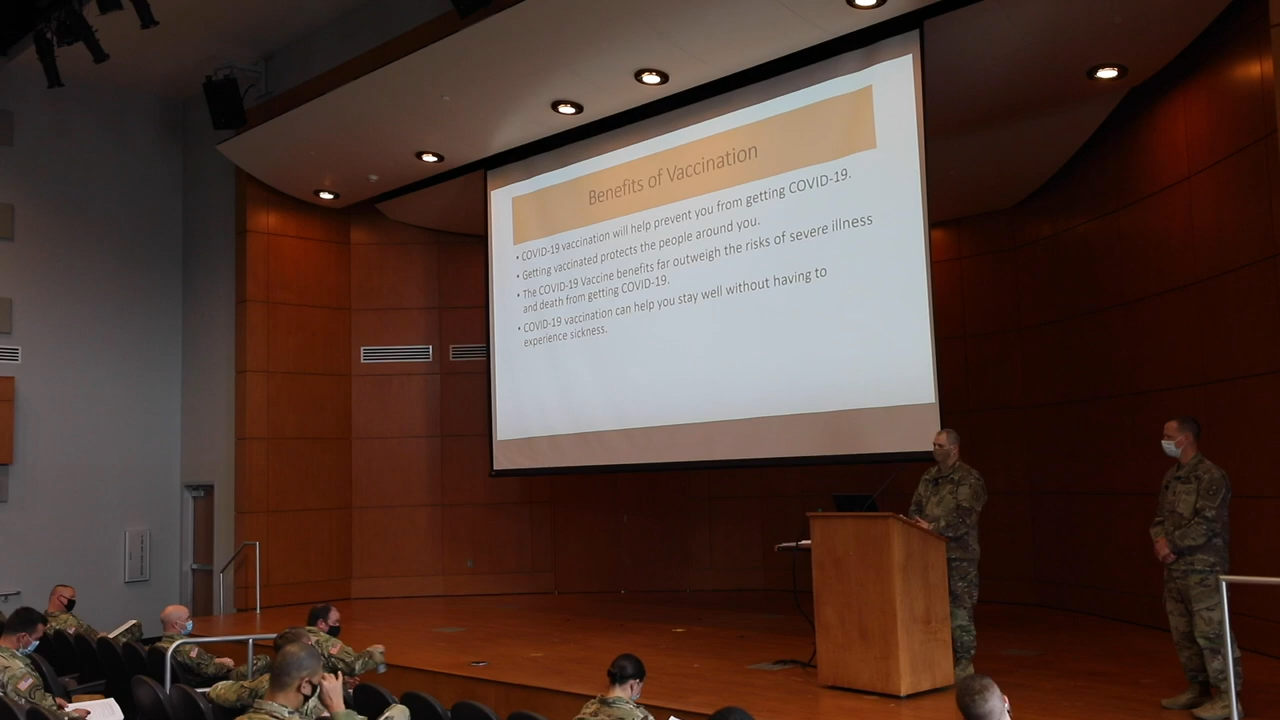 Benefits of Vaccination
• COVID-19 vaccination will help prevent you from getting COVID-19.
• Getting vaccinated protects the people around you.
• The COVID-19 Vaccine benefits far outweigh the risks of severe illness
and death from getting COVID-19.
• COVID-19 vaccination can help you stay well without having to
experience sickness.